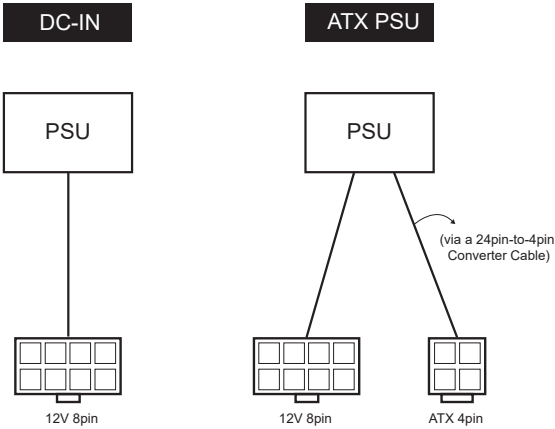 DC-IN
ATX PSU
PSU
PSU
(via a 24pin-to-4pin
Converter Cable)
12V 8pin
12V 8pin
ATX 4pin